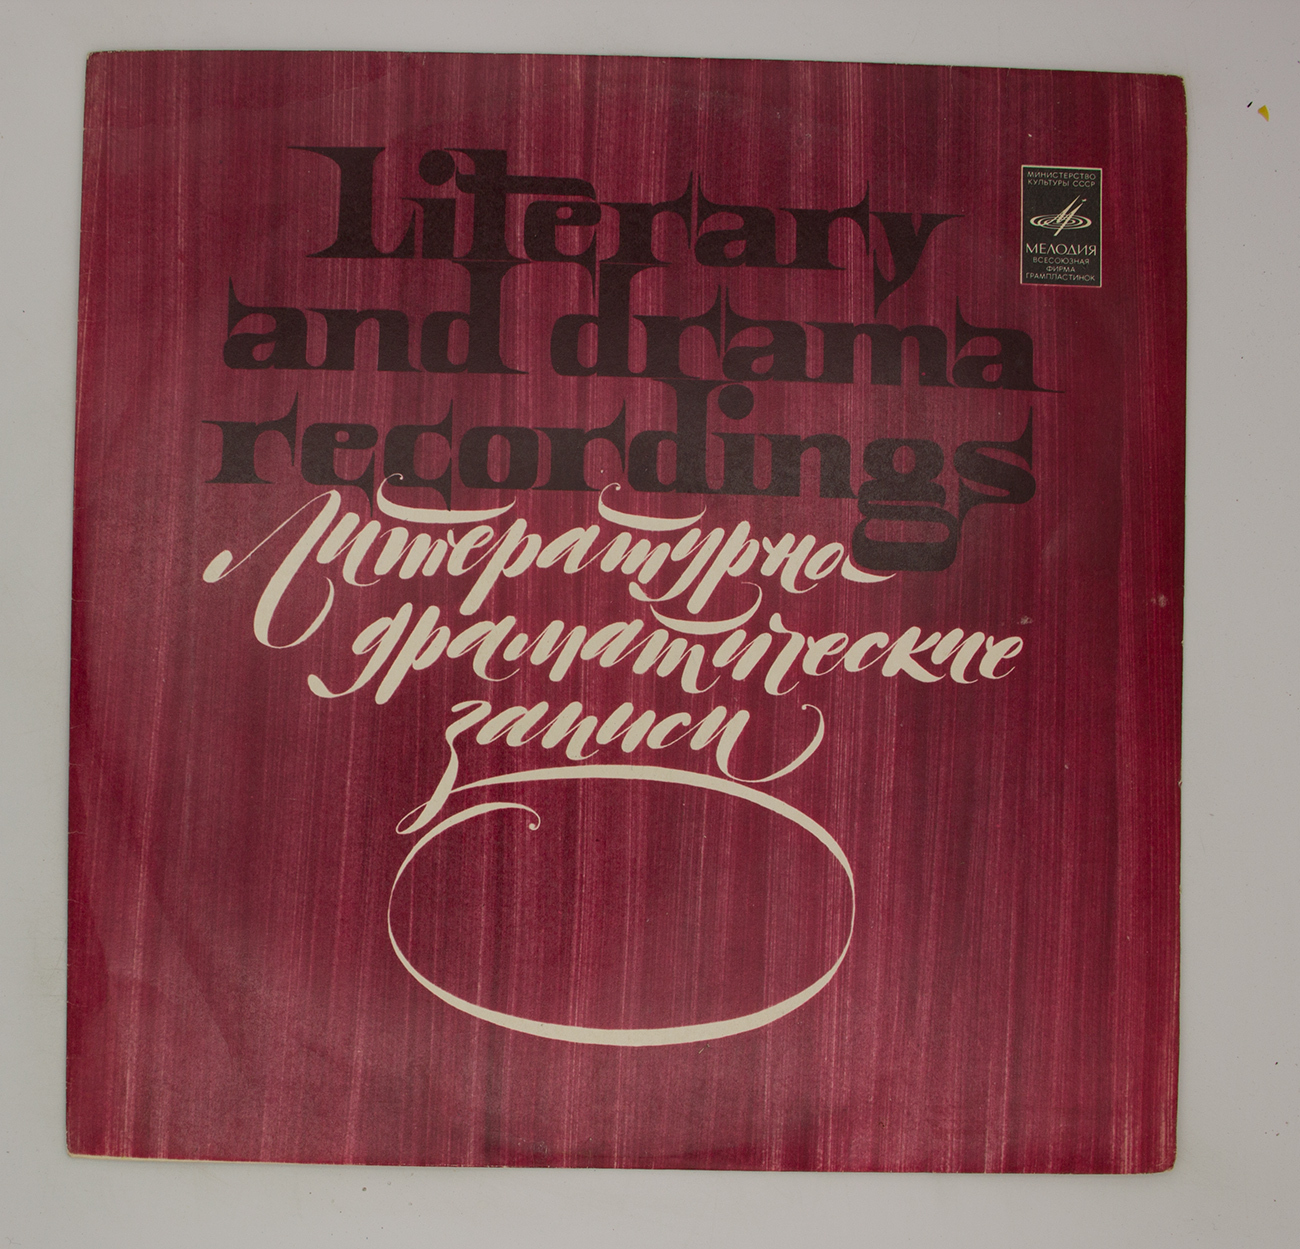 Literary
and drama
recordings
Литературно
драматические
записи
МИНИСТЕРСТВО
КУЛЬТУРЫ СССР
МЕЛОДИЯ
ВСЕСОЮЗНАЯ
ФИРМА
ГРАМПЛАСТИНОК